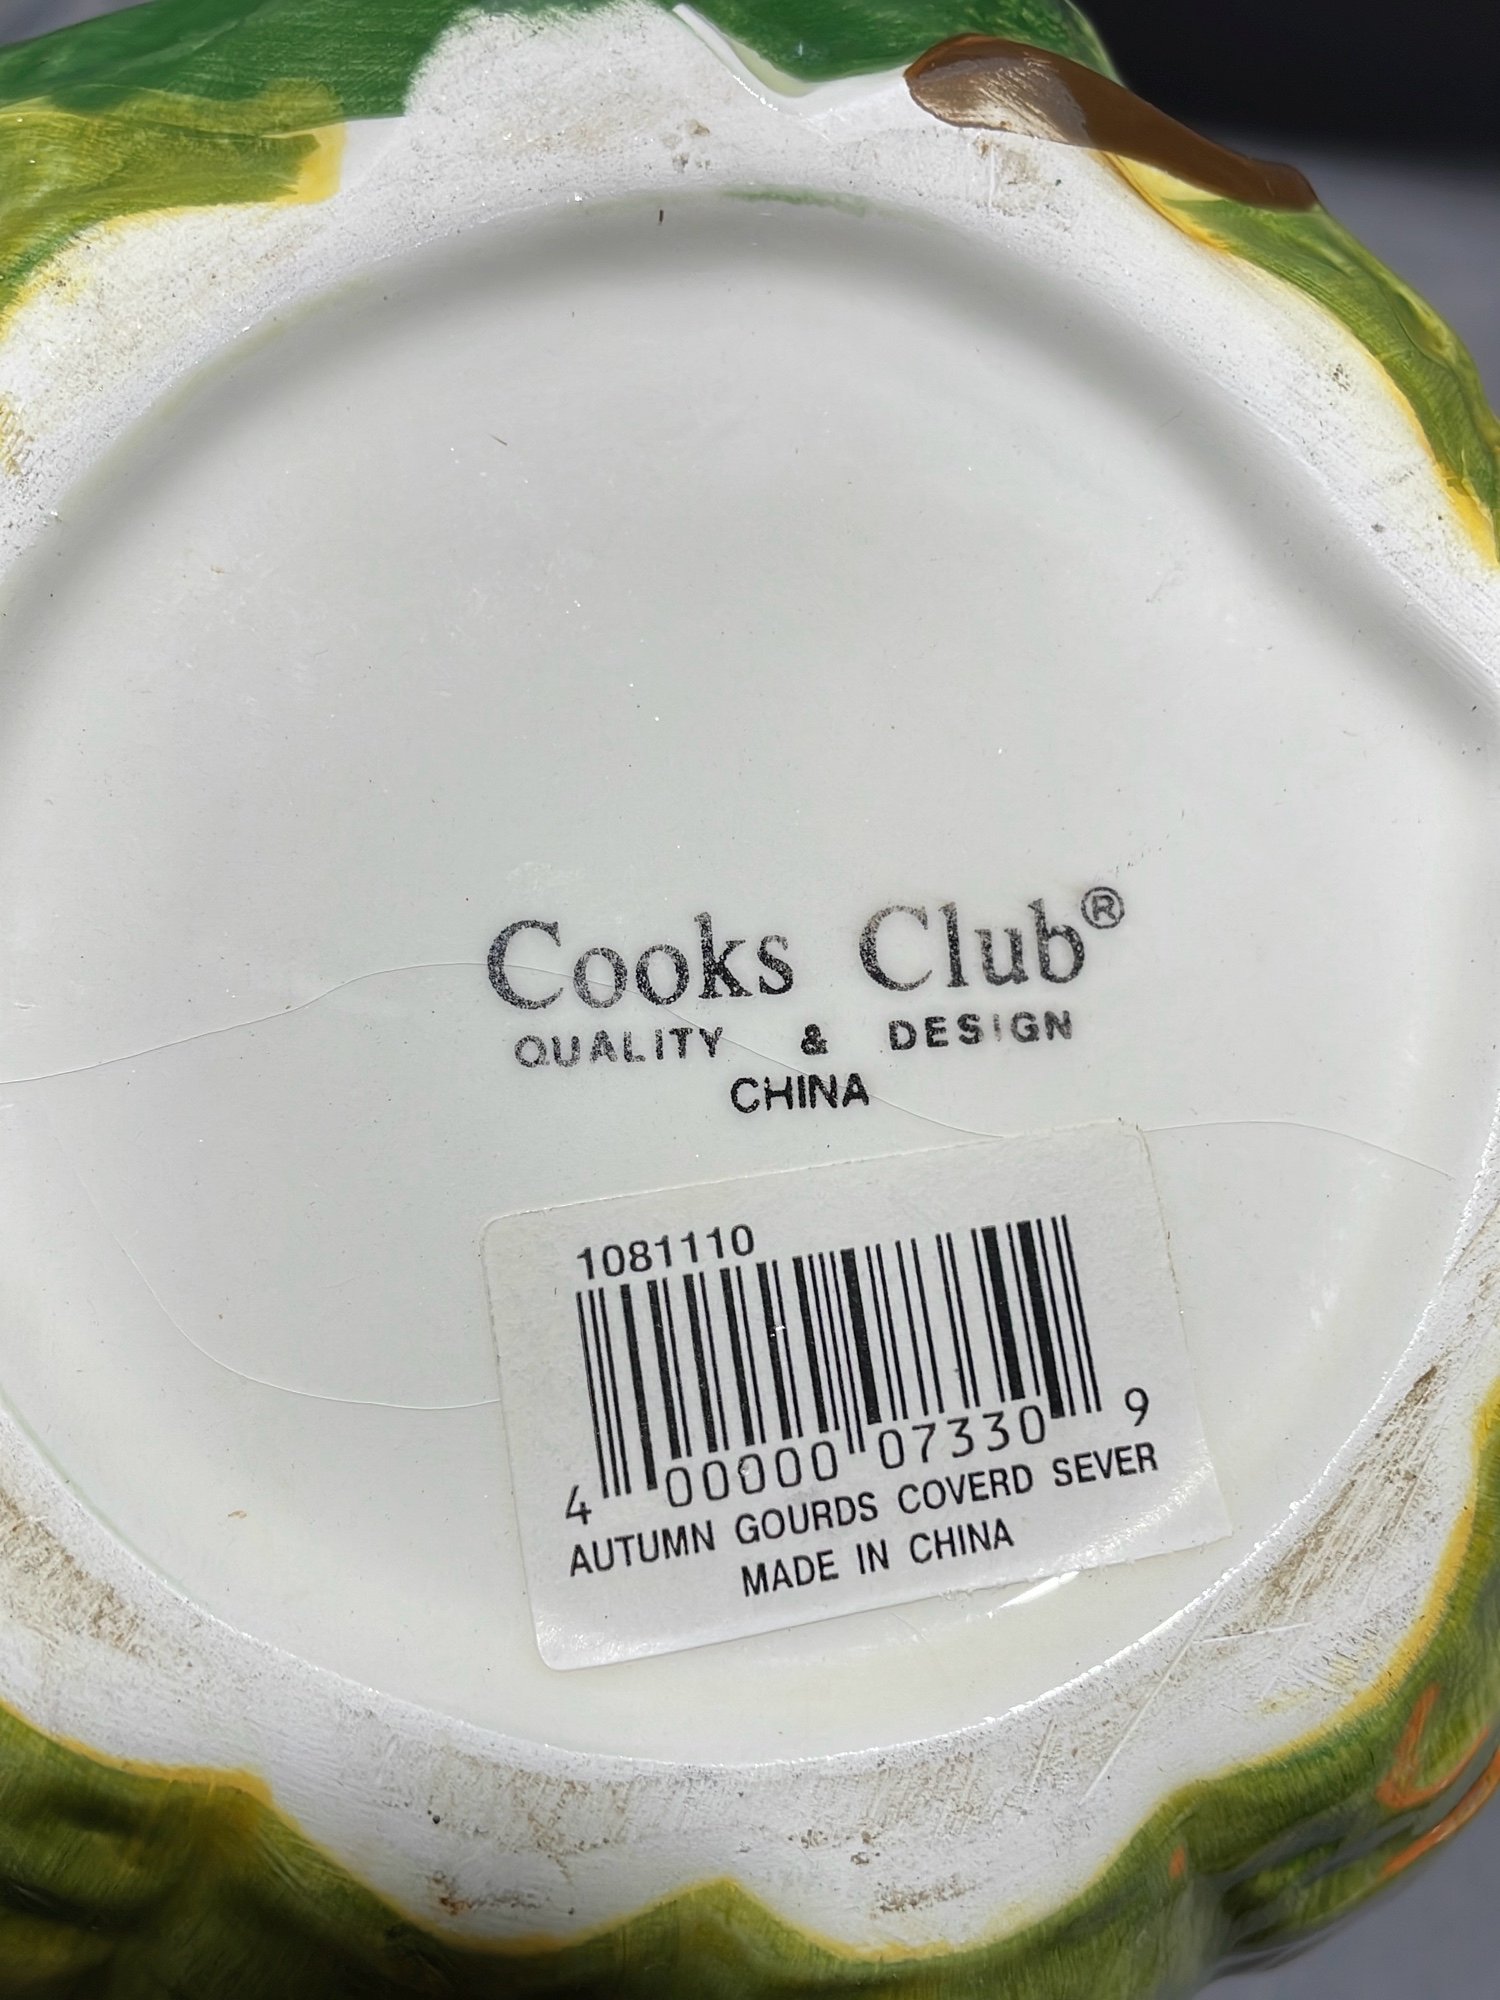 Cooks Club®
QUALITY & DESIGN
CHINA
1081110
4 00000 07330 9
AUTUMN GOURDS COVERD SEVER
MADE IN CHINA